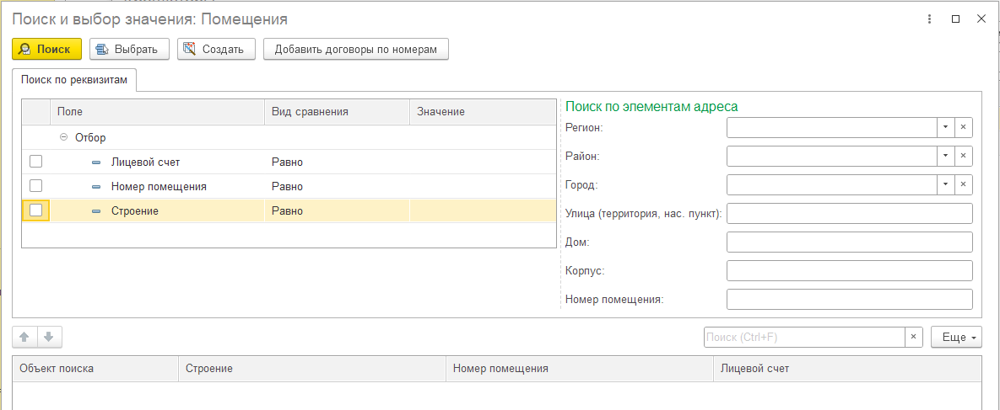 Поиск и выбор значения: Помещения
Поиск Выбрать Создать Добавить договоры по номерам
Поиск по реквизитам
Поле Вид сравнения Значение
Отбор
Лицевой счет Равно
Номер помещения Равно
Строение Равно
Поиск по элементам адреса
Регион:
Район:
Город:
Улица (территория, нас. пункт):
Дом:
Корпус:
Номер помещения:
Поиск (Ctrl+F) Еще
Объект поиска Строение Номер помещения Лицевой счет